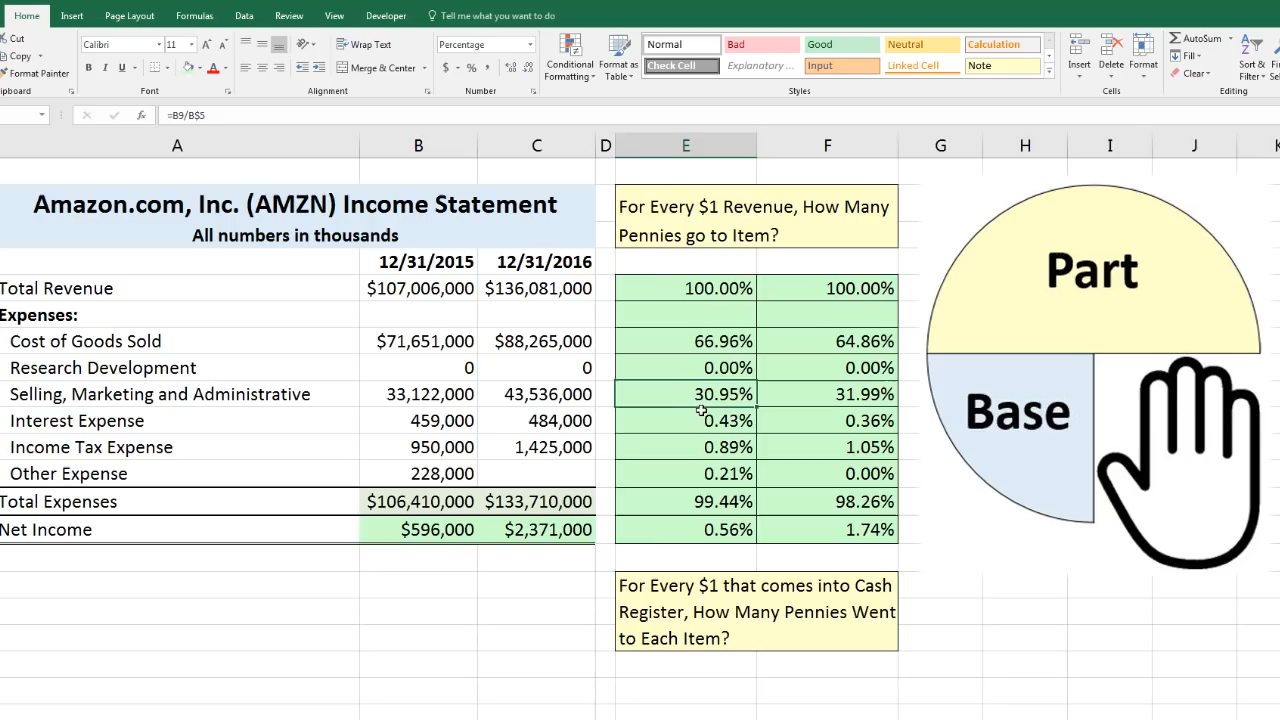 Home Insert Page Layout Formulas Data Review View Developer Tell me what you want to do
Cut
Copy
Format Painter
Calibri 11
B I U A
Wrap Text
Merge & Center
Percentage
$ % ,
Conditional Formatting
Format as Table
Normal Bad Good Neutral Calculation
Check Cell Explanatory ... Input Linked Cell Note
Insert Delete Format
AutoSum
Fill
Clear
Sort &
Filter
lipboard Font Alignment Number Styles Cells Editing
fx =B9/B$5
A B C D E F G H I J K
Amazon.com, Inc. (AMZN) Income Statement
All numbers in thousands
For Every $1 Revenue, How Many
Pennies go to Item?
12/31/2015 12/31/2016
Total Revenue $107,006,000 $136,081,000 100.00% 100.00%
Expenses:
Cost of Goods Sold $71,651,000 $88,265,000 66.96% 64.86%
Research Development 0 0 0.00% 0.00%
Selling, Marketing and Administrative 33,122,000 43,536,000 30.95% 31.99%
Interest Expense 459,000 484,000 0.43% 0.36%
Income Tax Expense 950,000 1,425,000 0.89% 1.05%
Other Expense 228,000 0.21% 0.00%
Total Expenses $106,410,000 $133,710,000 99.44% 98.26%
Net Income $596,000 $2,371,000 0.56% 1.74%
For Every $1 that comes into Cash
Register, How Many Pennies Went
to Each Item?
Part
Base